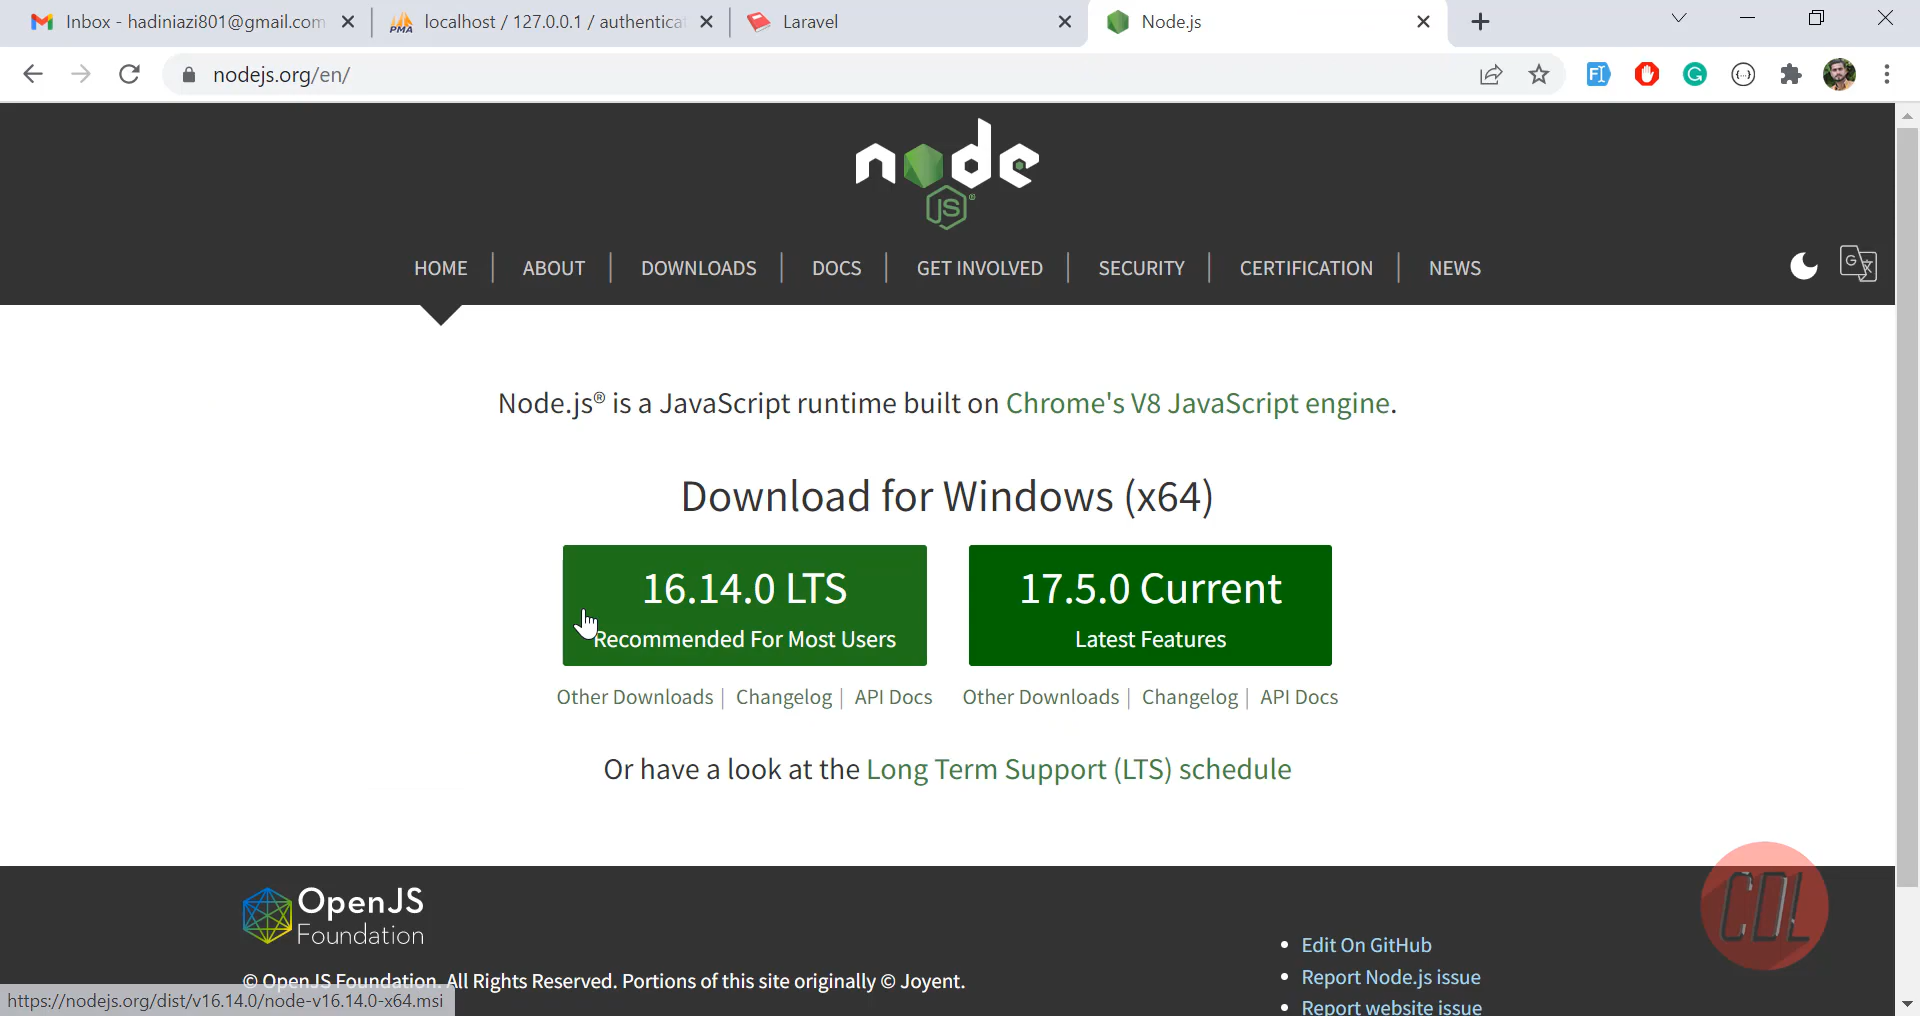 Inbox - hadiniazi801@gmail.com
localhost / 127.0.0.1 / authentica
Laravel
Node.js
nodejs.org/en/
node
JS
HOME
ABOUT
DOWNLOADS
DOCS
GET INVOLVED
SECURITY
CERTIFICATION
NEWS
Node.js® is a JavaScript runtime built on Chrome's V8 JavaScript engine.
Download for Windows (x64)
16.14.0 LTS
Recommended For Most Users
17.5.0 Current
Latest Features
Other Downloads | Changelog | API Docs
Other Downloads | Changelog | API Docs
Or have a look at the Long Term Support (LTS) schedule
OpenJS
Foundation
© OpenJS Foundation. All Rights Reserved. Portions of this site originally © Joyent.
Edit On GitHub
Report Node.js issue
Report website issue
CDL
https://nodejs.org/dist/v16.14.0/node-v16.14.0-x64.msi